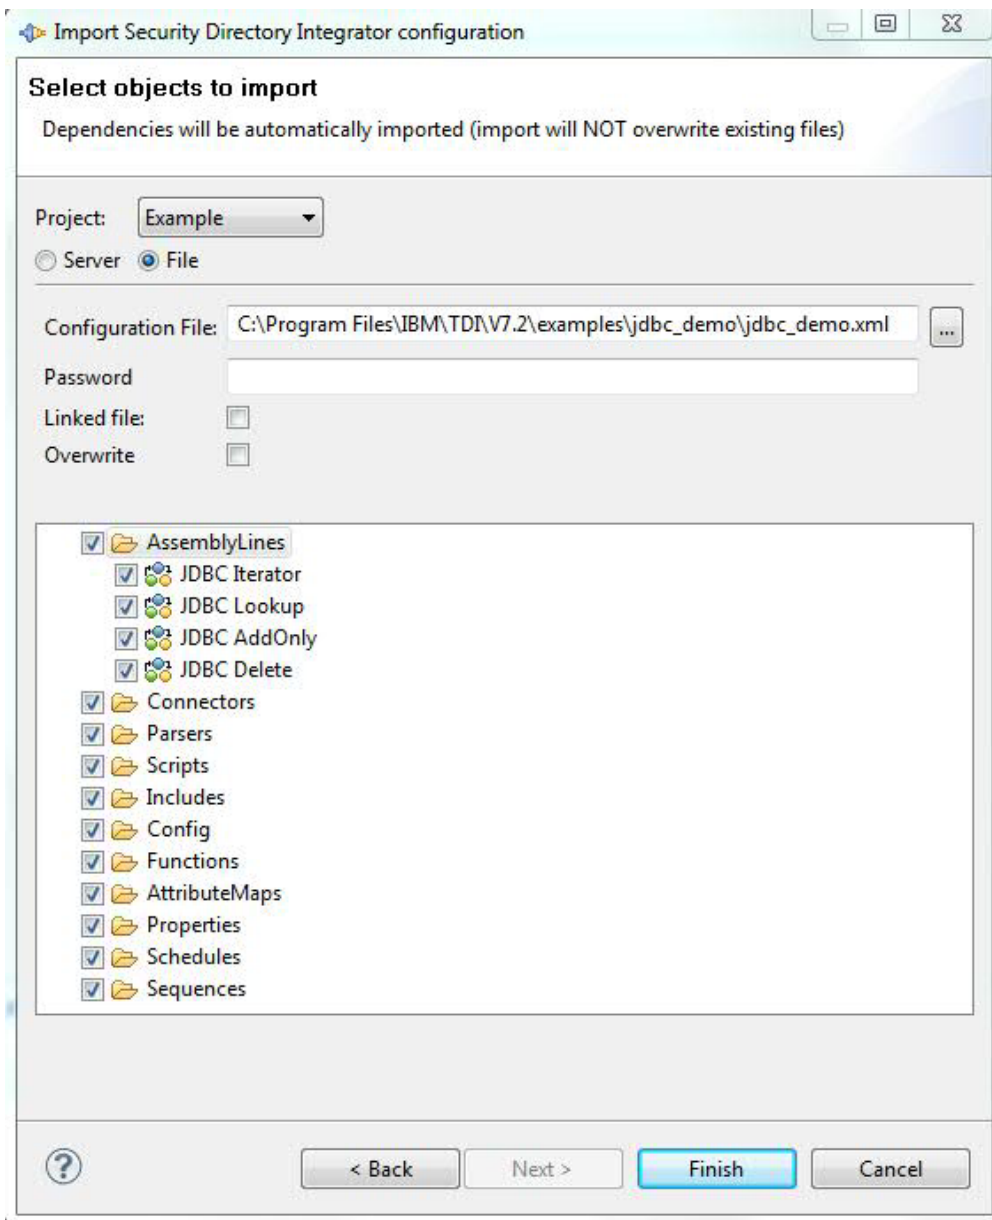 Import Security Directory Integrator configuration
Select objects to import
Dependencies will be automatically imported (import will NOT overwrite existing files)
Project: Example
Server File
Configuration File: C:\Program Files\IBM\TDI\V7.2\examples\jdbc_demo\jdbc_demo.xml ...
Password
Linked file:
Overwrite
AssemblyLines
JDBC Iterator
JDBC Lookup
JDBC AddOnly
JDBC Delete
Connectors
Parsers
Scripts
Includes
Config
Functions
AttributeMaps
Properties
Schedules
Sequences
? < Back Next > Finish Cancel